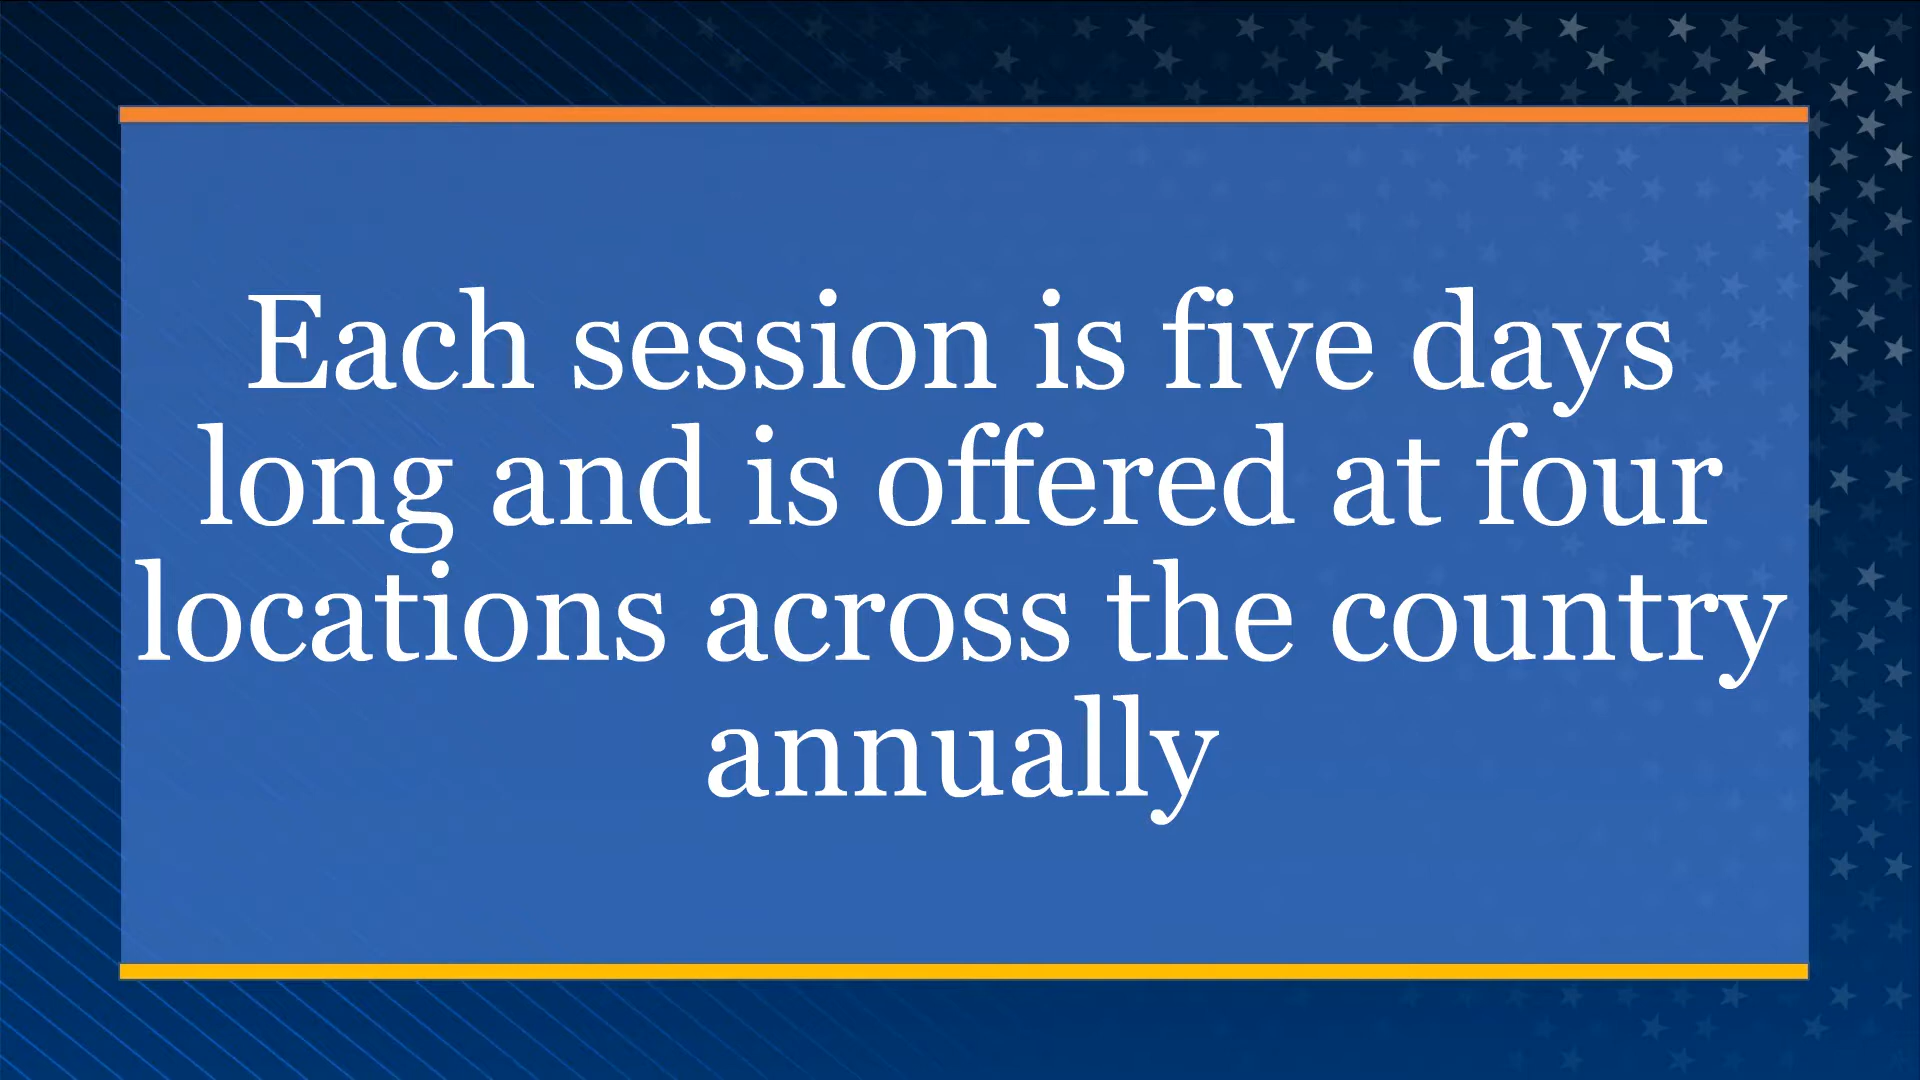 Each session is five days
long and is offered at four
locations across the country
annually